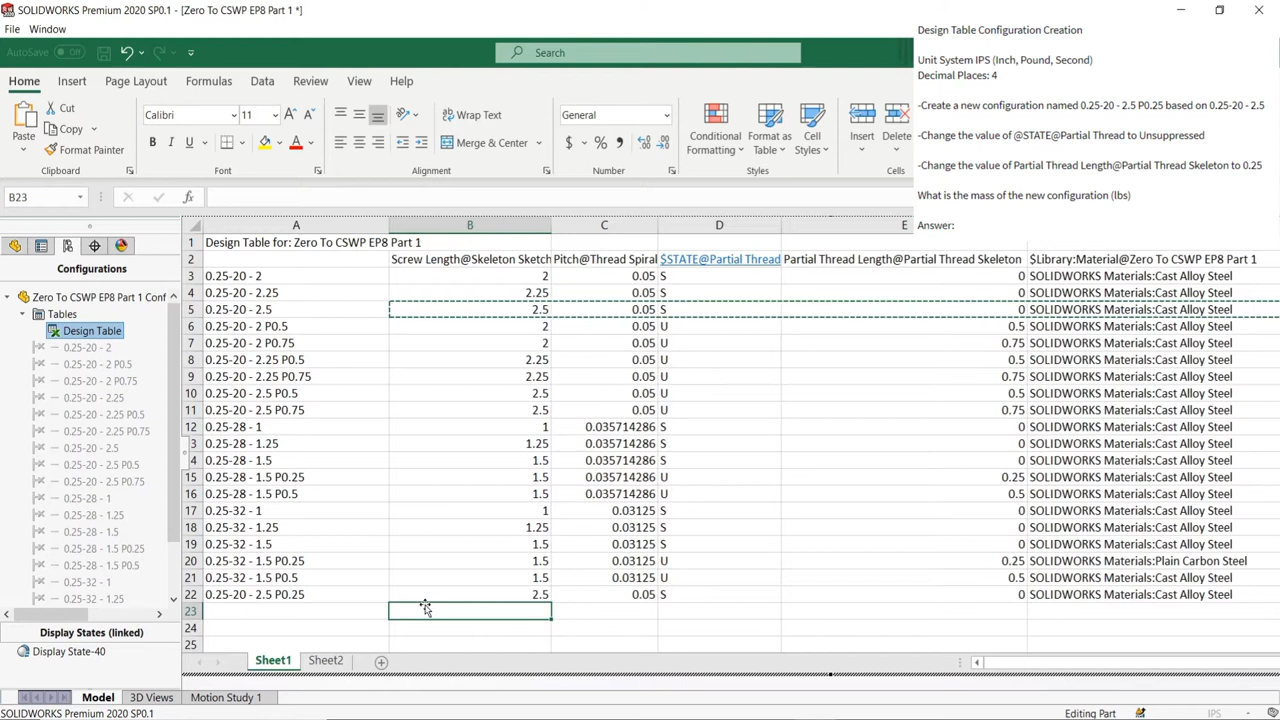 SOLIDWORKS Premium 2020 SP0.1 - [Zero To CSWP EP8 Part 1 *]
File Window
AutoSave Off
Search
Home Insert Page Layout Formulas Data Review View Help
Paste
Cut
Copy
Format Painter
Clipboard
Calibri 11
B I U
Font
Wrap Text
Merge & Center
Alignment
General
$ % 9
Number
Conditional Formatting
Format as Table
Cell Styles
Styles
Insert Delete
Cells
Design Table Configuration Creation
Unit System IPS (Inch, Pound, Second)
Decimal Places: 4
-Create a new configuration named 0.25-20 - 2.5 P0.25 based on 0.25-20 - 2.5
-Change the value of @STATE@Partial Thread to Unsuppressed
-Change the value of Partial Thread Length@Partial Thread Skeleton to 0.25
What is the mass of the new configuration (lbs)
Answer:
B23 fx
Configurations
Zero To CSWP EP8 Part 1 Conf
Tables
Design Table
0.25-20 - 2
0.25-20 - 2 P0.5
0.25-20 - 2 P0.75
0.25-20 - 2.25
0.25-20 - 2.25 P0.5
0.25-20 - 2.25 P0.75
0.25-20 - 2.5
0.25-20 - 2.5 P0.5
0.25-20 - 2.5 P0.75
0.25-28 - 1
0.25-28 - 1.25
0.25-28 - 1.5
0.25-28 - 1.5 P0.25
0.25-28 - 1.5 P0.5
0.25-32 - 1
0.25-32 - 1.25
Display States (linked)
Display State-40
A B C D E
1 Design Table for: Zero To CSWP EP8 Part 1
2 Screw Length@Skeleton Sketch Pitch@Thread Spiral $STATE@Partial Thread Partial Thread Length@Partial Thread Skeleton $Library:Material@Zero To CSWP EP8 Part 1
3 0.25-20 - 2 2 0.05 S 0 SOLIDWORKS Materials:Cast Alloy Steel
4 0.25-20 - 2.25 2.25 0.05 S 0 SOLIDWORKS Materials:Cast Alloy Steel
5 0.25-20 - 2.5 2.5 0.05 S 0 SOLIDWORKS Materials:Cast Alloy Steel
6 0.25-20 - 2 P0.5 2 0.05 U 0.5 SOLIDWORKS Materials:Cast Alloy Steel
7 0.25-20 - 2 P0.75 2 0.05 U 0.75 SOLIDWORKS Materials:Cast Alloy Steel
8 0.25-20 - 2.25 P0.5 2.25 0.05 U 0.5 SOLIDWORKS Materials:Cast Alloy Steel
9 0.25-20 - 2.25 P0.75 2.25 0.05 U 0.75 SOLIDWORKS Materials:Cast Alloy Steel
10 0.25-20 - 2.5 P0.5 2.5 0.05 U 0.5 SOLIDWORKS Materials:Cast Alloy Steel
11 0.25-20 - 2.5 P0.75 2.5 0.05 U 0.75 SOLIDWORKS Materials:Cast Alloy Steel
12 0.25-28 - 1 1 0.035714286 S 0 SOLIDWORKS Materials:Cast Alloy Steel
3 0.25-28 - 1.25 1.25 0.035714286 S 0 SOLIDWORKS Materials:Cast Alloy Steel
4 0.25-28 - 1.5 1.5 0.035714286 S 0 SOLIDWORKS Materials:Cast Alloy Steel
15 0.25-28 - 1.5 P0.25 1.5 0.035714286 U 0.25 SOLIDWORKS Materials:Cast Alloy Steel
16 0.25-28 - 1.5 P0.5 1.5 0.035714286 U 0.5 SOLIDWORKS Materials:Cast Alloy Steel
17 0.25-32 - 1 1 0.03125 S 0 SOLIDWORKS Materials:Cast Alloy Steel
18 0.25-32 - 1.25 1.25 0.03125 S 0 SOLIDWORKS Materials:Cast Alloy Steel
19 0.25-32 - 1.5 1.5 0.03125 S 0 SOLIDWORKS Materials:Cast Alloy Steel
20 0.25-32 - 1.5 P0.25 1.5 0.03125 U 0.25 SOLIDWORKS Materials:Plain Carbon Steel
21 0.25-32 - 1.5 P0.5 1.5 0.03125 U 0.5 SOLIDWORKS Materials:Cast Alloy Steel
22 0.25-20 - 2.5 P0.25 2.5 0.05 S 0 SOLIDWORKS Materials:Cast Alloy Steel
23
24
25
Sheet1 Sheet2
Model 3D Views Motion Study 1
SOLIDWORKS Premium 2020 SP0.1 Editing Part IPS